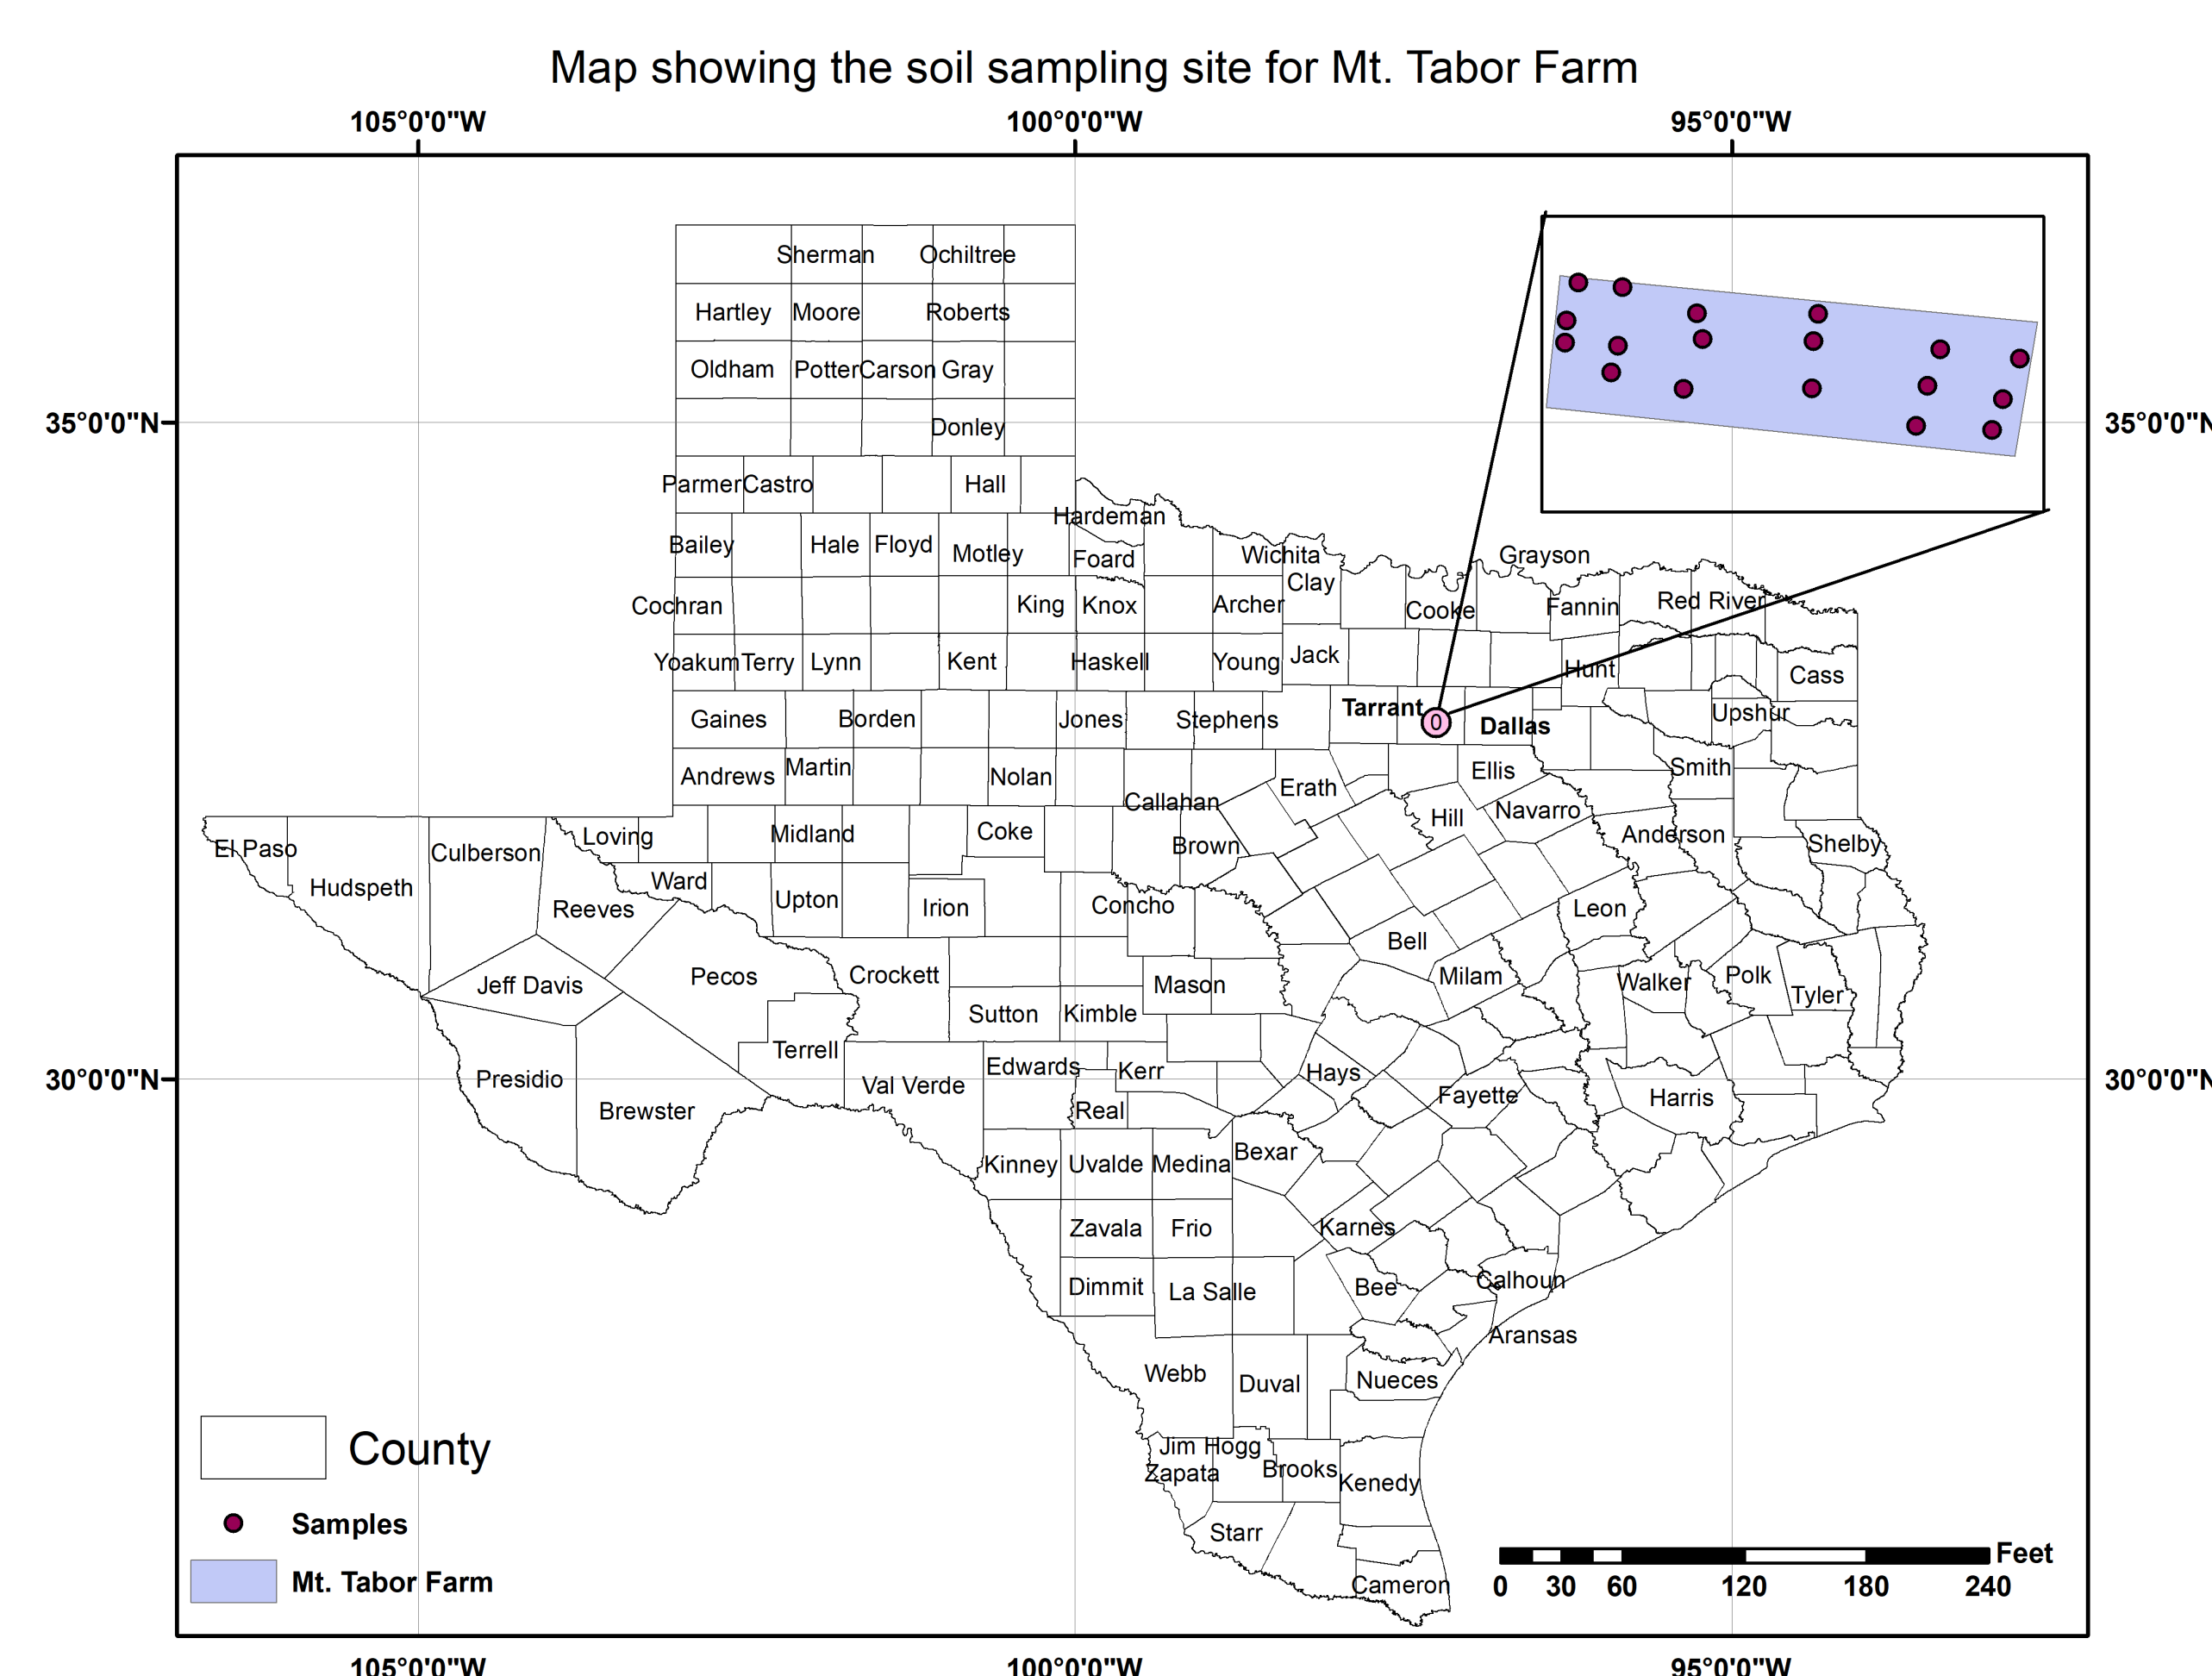 Map showing the soil sampling site for Mt. Tabor Farm
105°0'0"W 100°0'0"W 95°0'0"W
Sherman Ochiltree
Hartley Moore Roberts
Oldham Potter Carson Gray
35°0'0"N 35°0'0"N
Donley
Parmer Castro Hall
Hardeman
Bailey Hale Floyd Motley Foard Wichita Grayson
Clay
Cochran King Knox Archer Cooke Fannin Red River
Yoakum Terry Lynn Kent Haskell Young Jack Hunt Cass
Gaines Borden Jones Stephens Tarrant 0 Dallas Upshur
Andrews Martin Nolan Callahan Erath Ellis Smith
El Paso Culberson Loving Midland Coke Brown Hill Navarro Anderson Shelby
Hudspeth Reeves Ward Upton Irion Concho Leon
Jeff Davis Pecos Crockett Mason Bell Milam Walker Polk Tyler
Sutton Kimble
Terrell
30°0'0"N Presidio Val Verde Edwards Kerr Hays 30°0'0"N
Brewster Real Fayette Harris
Kinney Uvalde Medina Bexar
Zavala Frio Karnes
Dimmit La Salle Bee Calhoun
Aransas
Webb Duval Nueces
Jim Hogg
Zapata Brooks Kenedy
Starr
Cameron
County
Samples
Mt. Tabor Farm
Feet
0 30 60 120 180 240
105°0'0"W 100°0'0"W 95°0'0"W